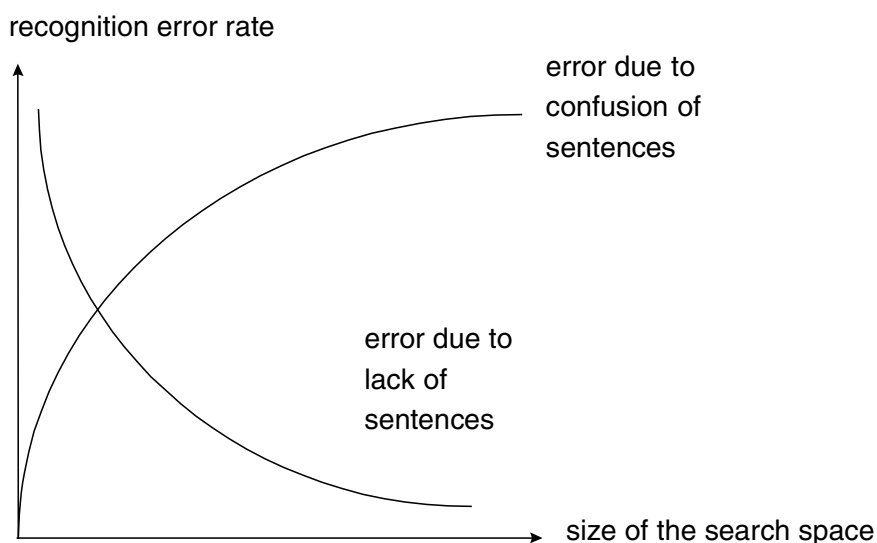 recognition error rate
error due to
confusion of
sentences
error due to
lack of
sentences
size of the search space